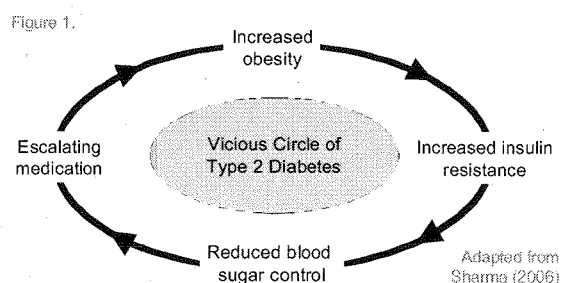 Figure 1.
Increased
obesity
Escalating
medication
Vicious Circle of
Type 2 Diabetes
Increased insulin
resistance
Reduced blood
sugar control
Adapted from
Sharma (2006)